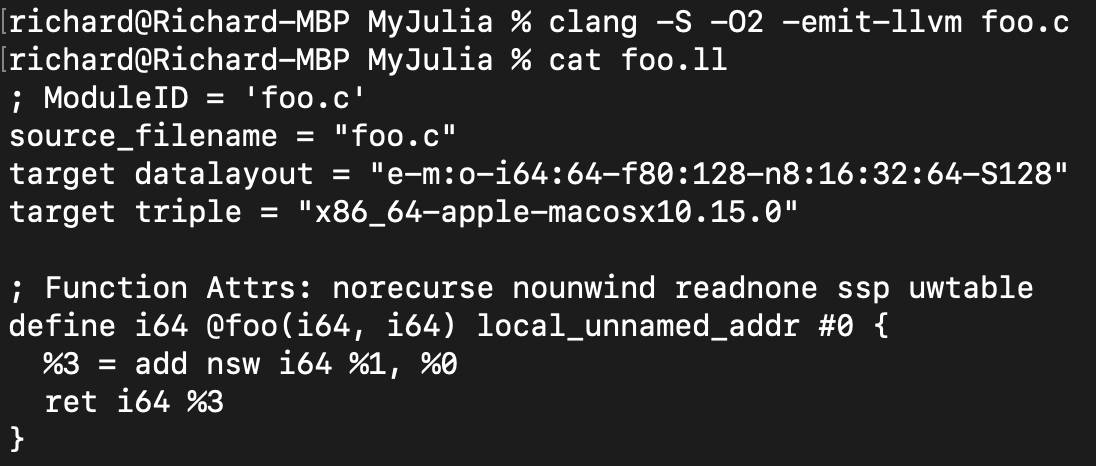 [richard@Richard-MBP MyJulia % clang -S -O2 -emit-llvm foo.c
[richard@Richard-MBP MyJulia % cat foo.ll
; ModuleID = 'foo.c'
source_filename = "foo.c"
target datalayout = "e-m:o-i64:64-f80:128-n8:16:32:64-S128"
target triple = "x86_64-apple-macosx10.15.0"

; Function Attrs: norecurse nounwind readnone ssp uwtable
define i64 @foo(i64, i64) local_unnamed_addr #0 {
  %3 = add nsw i64 %1, %0
  ret i64 %3
}